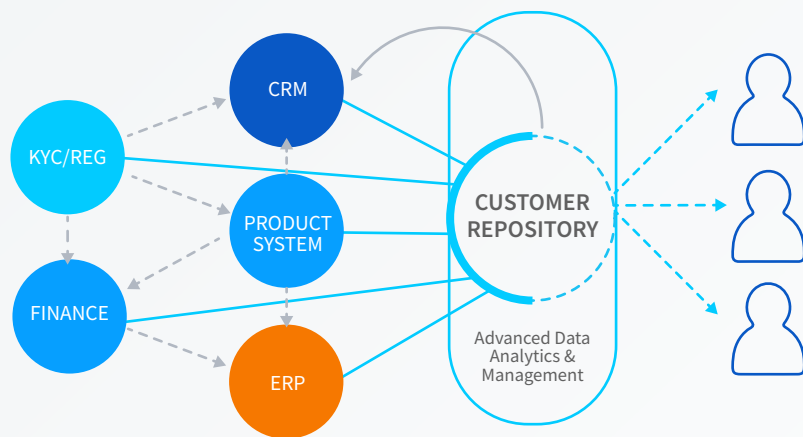 CRM
KYC/REG
PRODUCT
SYSTEM
CUSTOMER
REPOSITORY
FINANCE
Advanced Data
Analytics &
Management
ERP